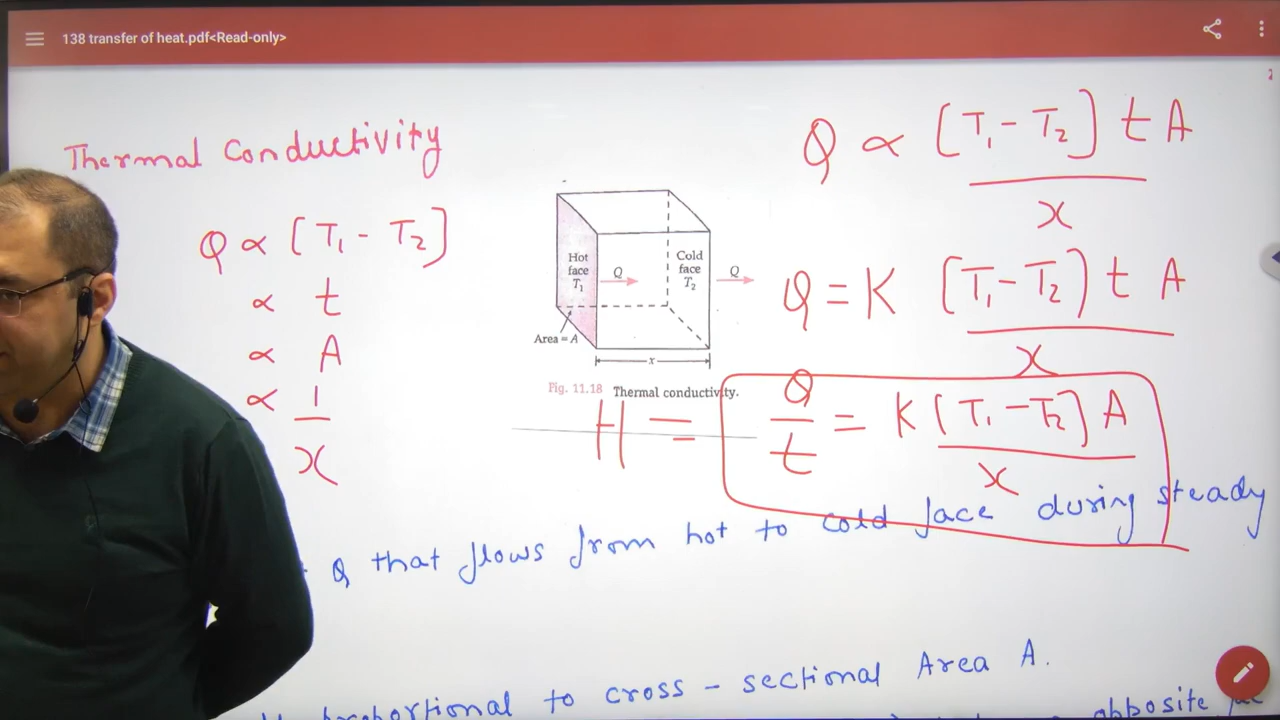 138 transfer of heat.pdf<Read-only>
Thermal Conductivity
Q ∝ [T₁ - T₂]
∝ t
∝ A
∝ 1/x
Hot face T₁
Q
Cold face T₂
Q
Area = A
x
Fig. 11.18 Thermal conductivity.
Q ∝ [T₁ - T₂] t A / x
Q = K (T₁ - T₂) t A / x
H = Q/t = K (T₁ - T₂) A / x
Q that flows from hot to cold face during steady
proportional to cross - sectional Area A.
opposite